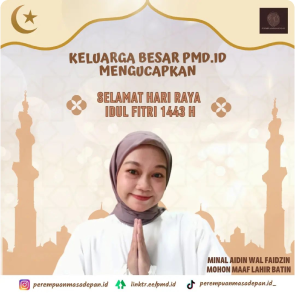 KELUARGA BESAR PMD.ID
MENGUCAPKAN
SELAMAT HARI RAYA
IDUL FITRI 1443 H
MINAL AIDIN WAL FAIDZIN
MOHON MAAF LAHIR BATIN
perempuanmasadepan.id
linktr.ee/pmd.id
perempuanmasadepan.id_